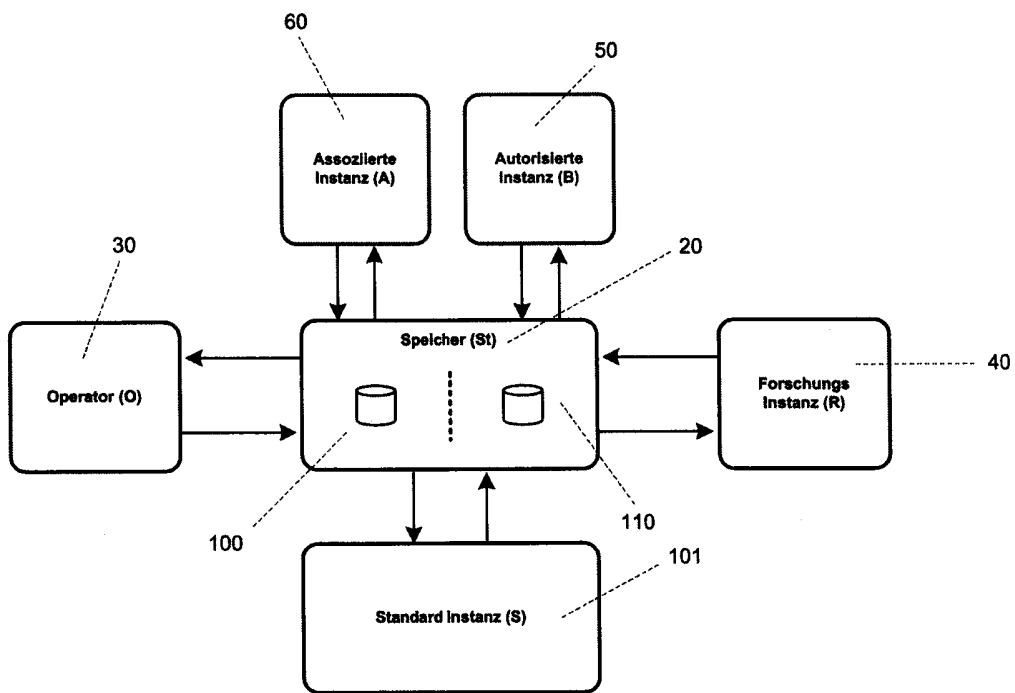 60
50
Assoziierte
Instanz (A)
Autorisierte
Instanz (B)
30
20
Speicher (St)
Operator (O)
Forschungs
Instanz (R)
40
100
110
101
Standard Instanz (S)